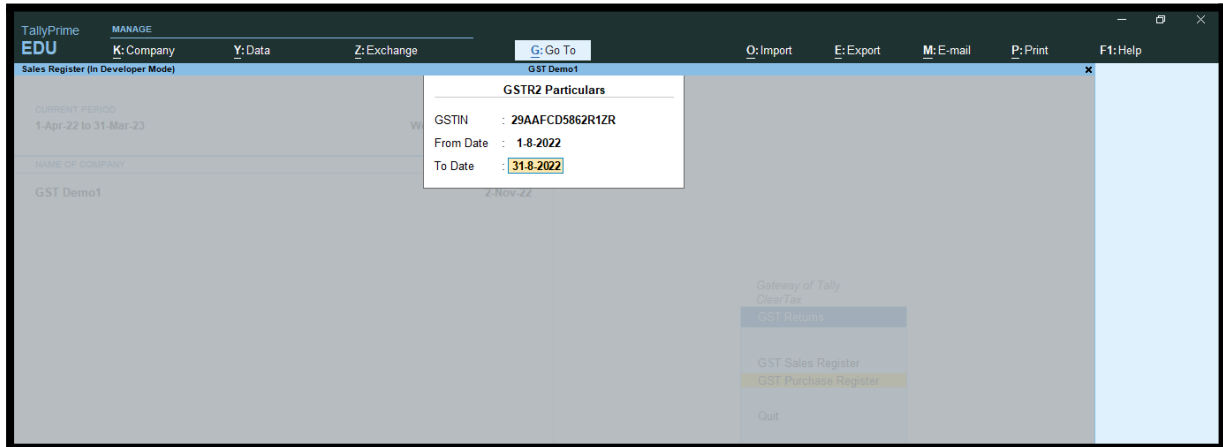 TallyPrime MANAGE
EDU K: Company Y: Data Z: Exchange G: Go To O: Import E: Export M: E-mail P: Print F1: Help
Sales Register (In Developer Mode) GST Demo1
GSTR2 Particulars
CURRENT PERIOD
1-Apr-22 to 31-Mar-23
GSTIN : 29AAFCD5862R1ZR
From Date : 1-8-2022
To Date : 31-8-2022
NAME OF COMPANY
GST Demo1 2-Nov-22
Gateway of Tally
ClearTax
GST Returns
GST Sales Register
GST Purchase Register
Quit